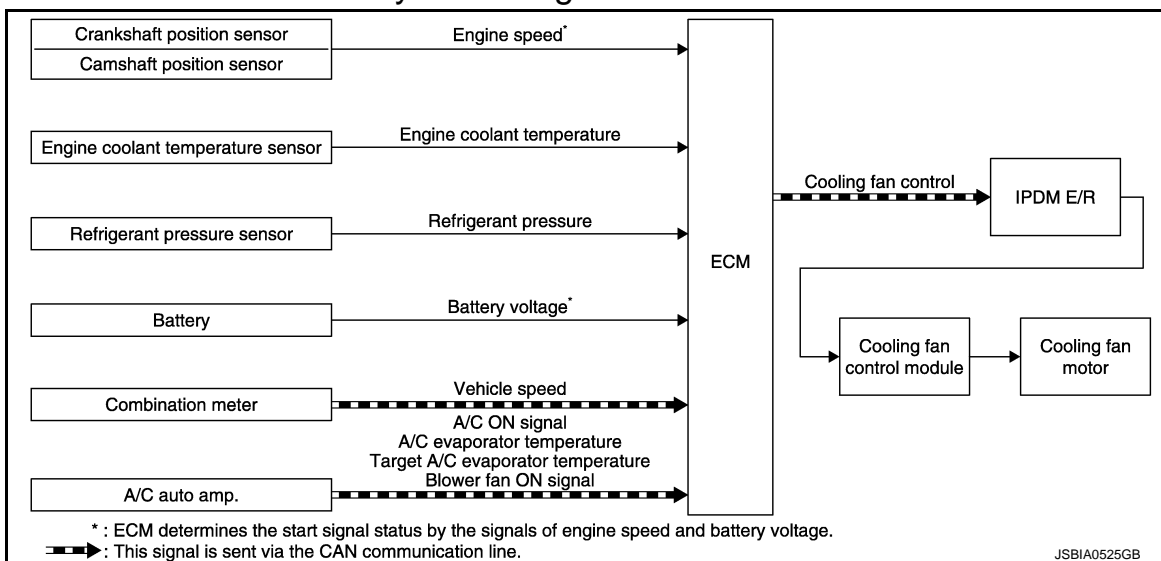 Crankshaft position sensor
Camshaft position sensor
Engine speed*
Engine coolant temperature sensor
Engine coolant temperature
Refrigerant pressure sensor
Refrigerant pressure
Battery
Battery voltage*
Combination meter
Vehicle speed
A/C ON signal
A/C evaporator temperature
Target A/C evaporator temperature
Blower fan ON signal
A/C auto amp.
ECM
Cooling fan control
IPDM E/R
Cooling fan
control module
Cooling fan
motor
* : ECM determines the start signal status by the signals of engine speed and battery voltage.
: This signal is sent via the CAN communication line.
JSBIA0525GB